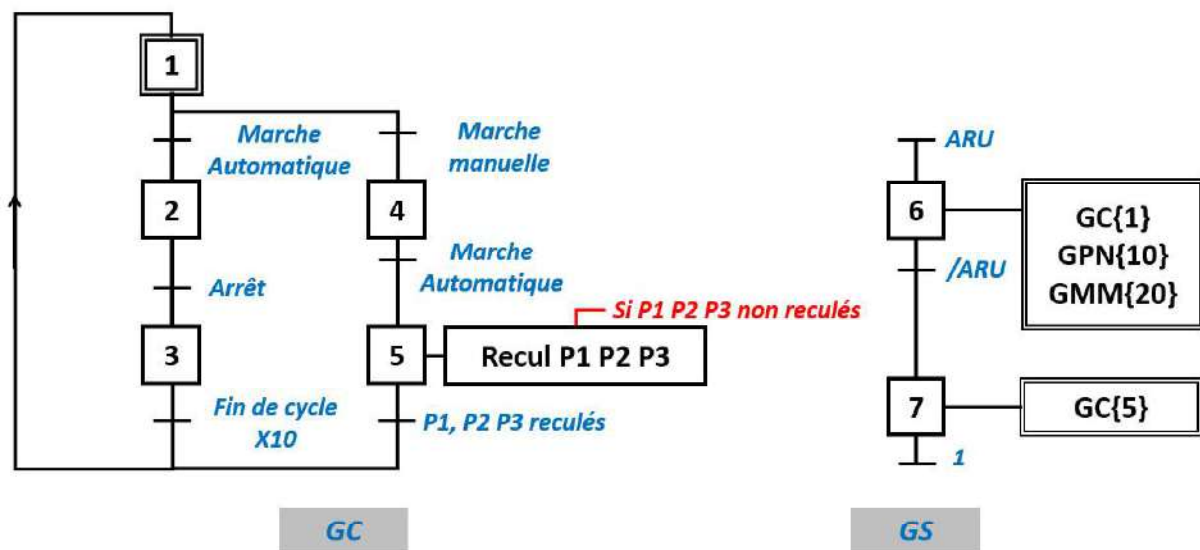 1
Marche
Automatique
Marche
manuelle
2
4
Arrêt
Marche
Automatique
Si P1 P2 P3 non reculés
3
5
Recul P1 P2 P3
Fin de cycle
X10
P1, P2 P3 reculés
GC
ARU
6
GC{1}
GPN{10}
GMM{20}
/ARU
7
GC{5}
1
GS